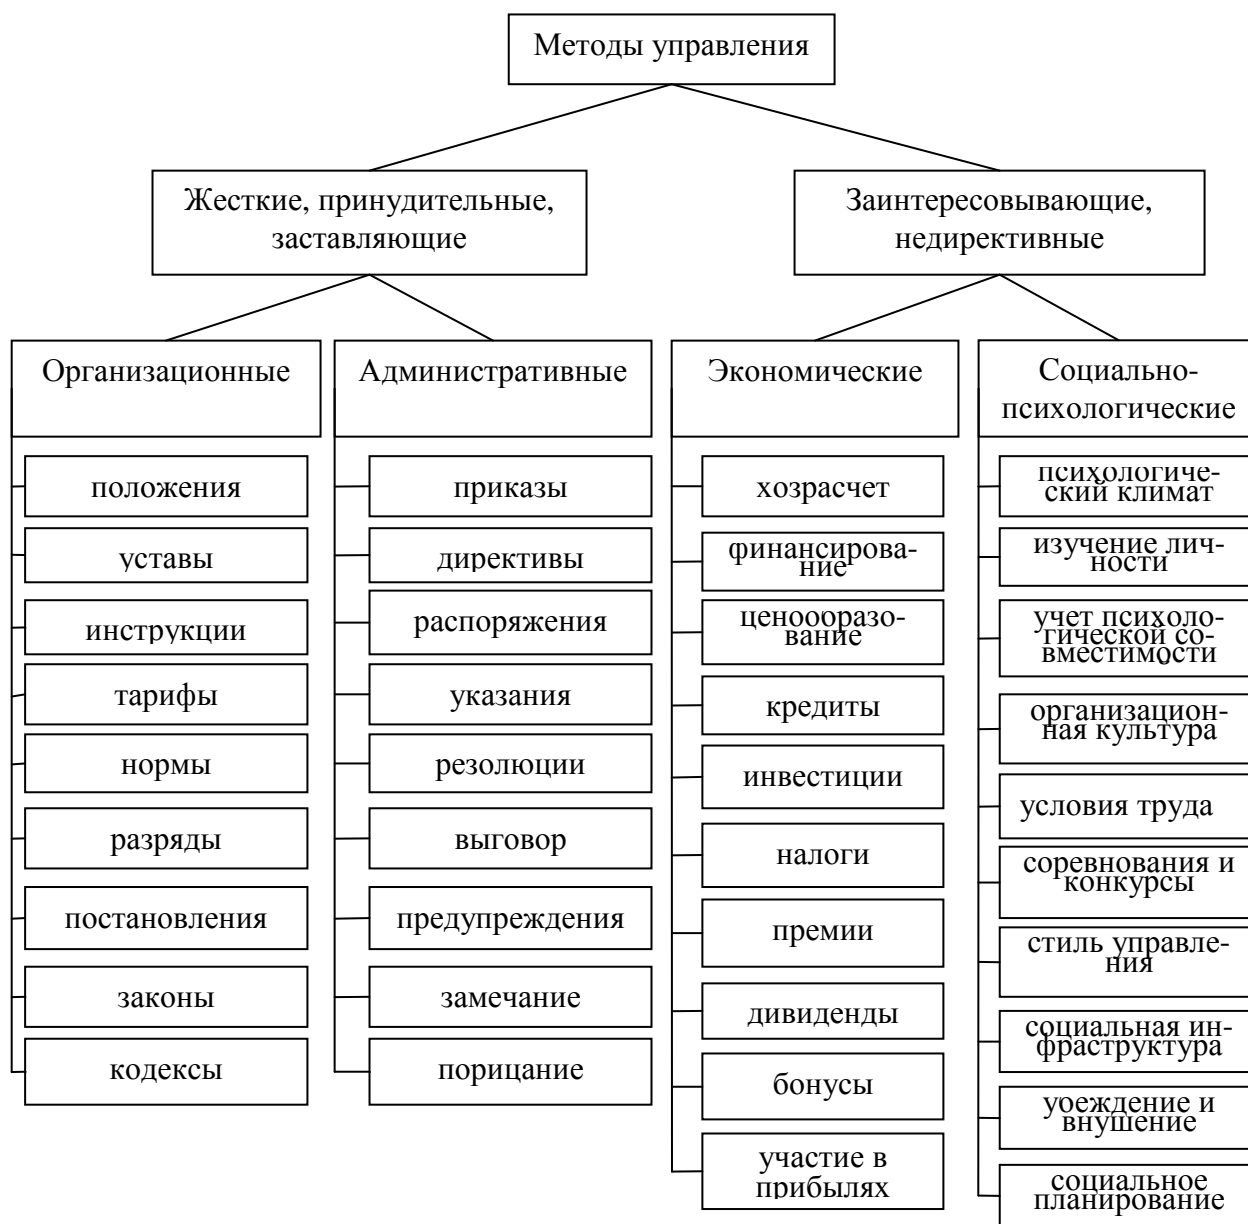 Методы управления
Жесткие, принудительные,
заставляющие
Заинтересовывающие,
недирективные
Организационные
положения
уставы
инструкции
тарифы
нормы
разряды
постановления
законы
кодексы
Административные
приказы
директивы
распоряжения
указания
резолюции
выговор
предупреждения
замечание
порицание
Экономические
хозрасчет
финансирова-
ние
ценообразо-
вание
кредиты
инвестиции
налоги
премии
дивиденды
бонусы
участие в
прибылях
Социально-
психологические
психологиче-
ский климат
изучение лич-
ности
учет психоло-
гической со-
вместимости
организацион-
ная культура
условия труда
соревнования и
конкурсы
стиль управле-
ния
социальная ин-
фраструктура
убеждение и
внушение
социальное
планирование